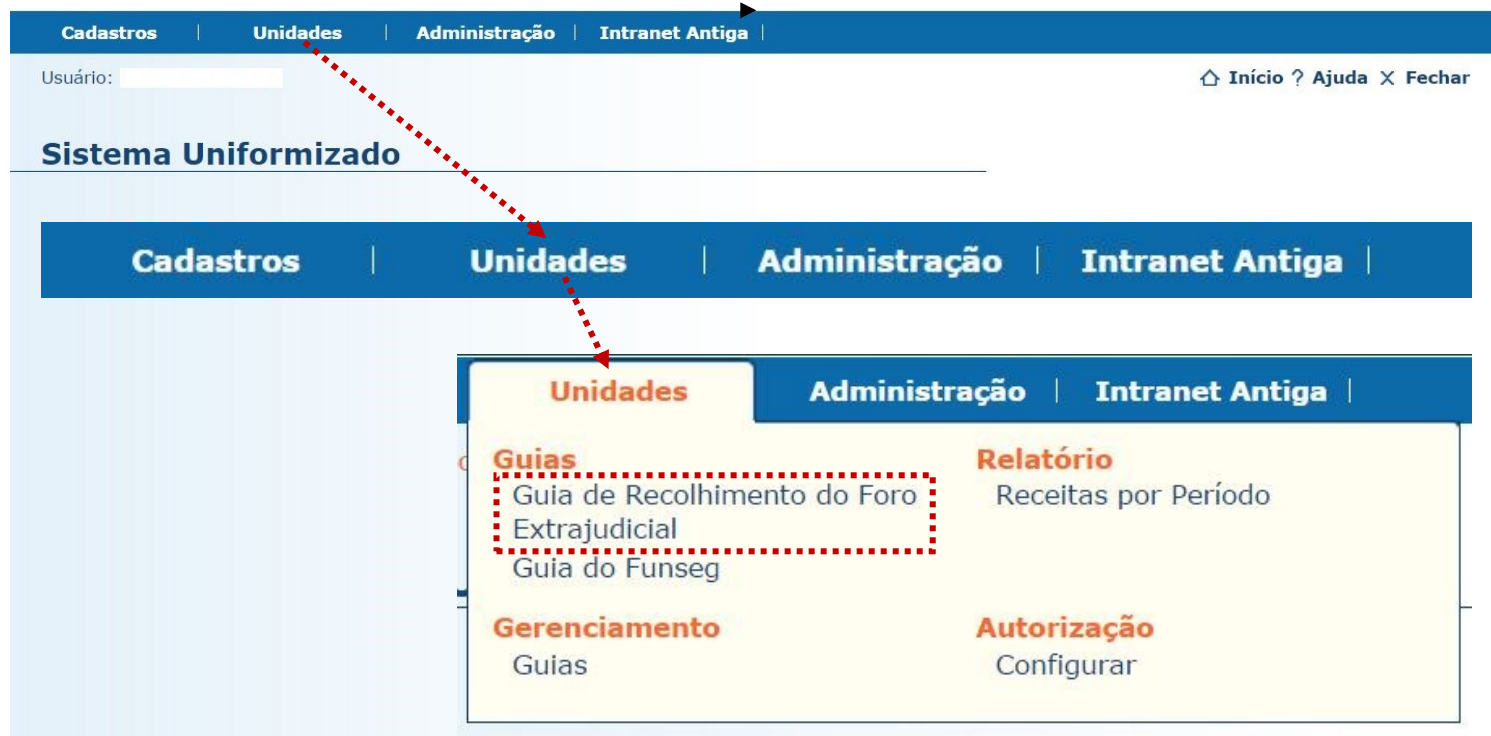 Cadastros | Unidades | Administração | Intranet Antiga |
Usuário:
Início ? Ajuda X Fechar
Sistema Uniformizado
Cadastros | Unidades | Administração | Intranet Antiga |
Unidades Administração | Intranet Antiga |
Guias Relatório
Guia de Recolhimento do Foro Receitas por Período
Extrajudicial
Guia do Funseg
Gerenciamento Autorização
Guias Configurar